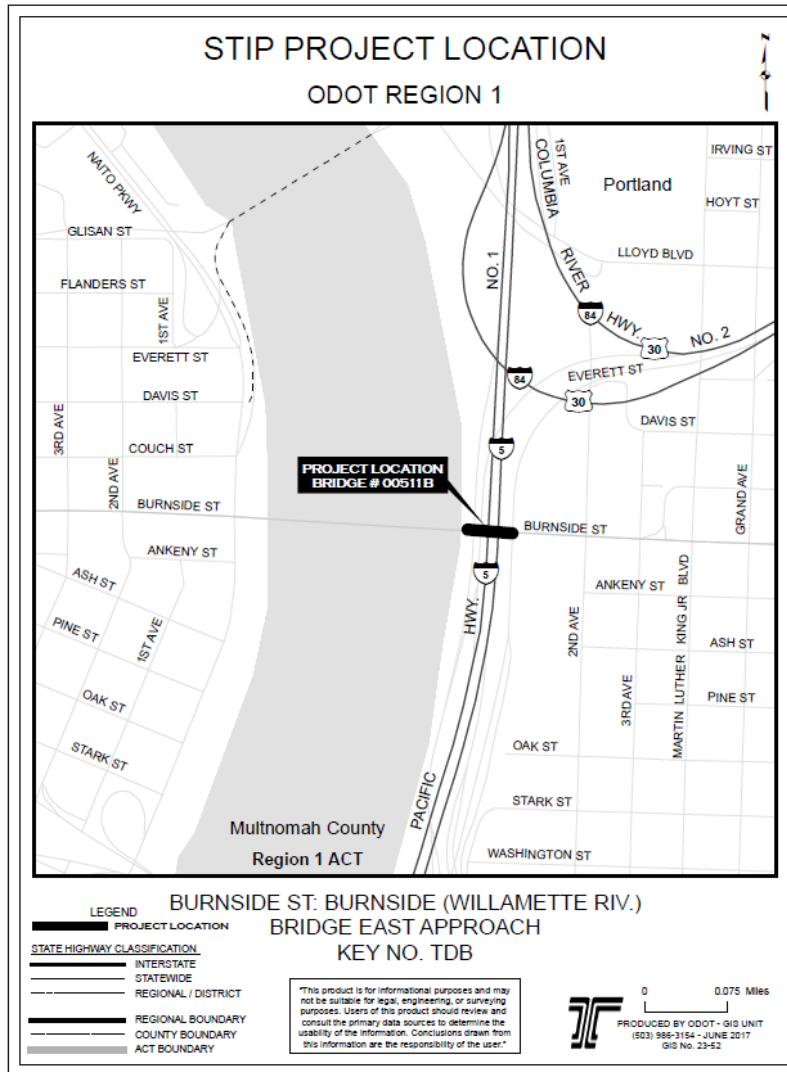 STIP PROJECT LOCATION
ODOT REGION 1
N
NAITO PKWY
GLISAN ST
FLANDERS ST
1ST AVE
EVERETT ST
DAVIS ST
3RD AVE
COUCH ST
2ND AVE
BURNSIDE ST
ANKENY ST
ASH ST
PINE ST
1ST AVE
OAK ST
STARK ST
1ST AVE
COLUMBIA
RIVER
HWY.
NO. 2
Portland
IRVING ST
HOYT ST
LLOYD BLVD
NO. 1
84
30
84
30
EVERETT ST
DAVIS ST
GRAND AVE
5
PROJECT LOCATION
BRIDGE # 00511B
BURNSIDE ST
5
HWY.
PACIFIC
ANKENY ST
2ND AVE
MARTIN LUTHER KING JR BLVD
ASH ST
3RD AVE
PINE ST
OAK ST
STARK ST
WASHINGTON ST
Multnomah County
Region 1 ACT
BURNSIDE ST: BURNSIDE (WILLAMETTE RIV.)
BRIDGE EAST APPROACH
KEY NO. TDB
LEGEND
PROJECT LOCATION
STATE HIGHWAY CLASSIFICATION
INTERSTATE
STATEWIDE
REGIONAL / DISTRICT
REGIONAL BOUNDARY
COUNTY BOUNDARY
ACT BOUNDARY
"This product is for informational purposes and may
not be suitable for legal, engineering, or surveying
purposes. Users of this product should review and
consult the primary data sources to determine the
usability of the information. Conclusions drawn from
this information are the responsibility of the user."
0 0.075 Miles
PRODUCED BY ODOT - GIS UNIT
(503) 986-3154 - JUNE 2017
GIS No. 23-52